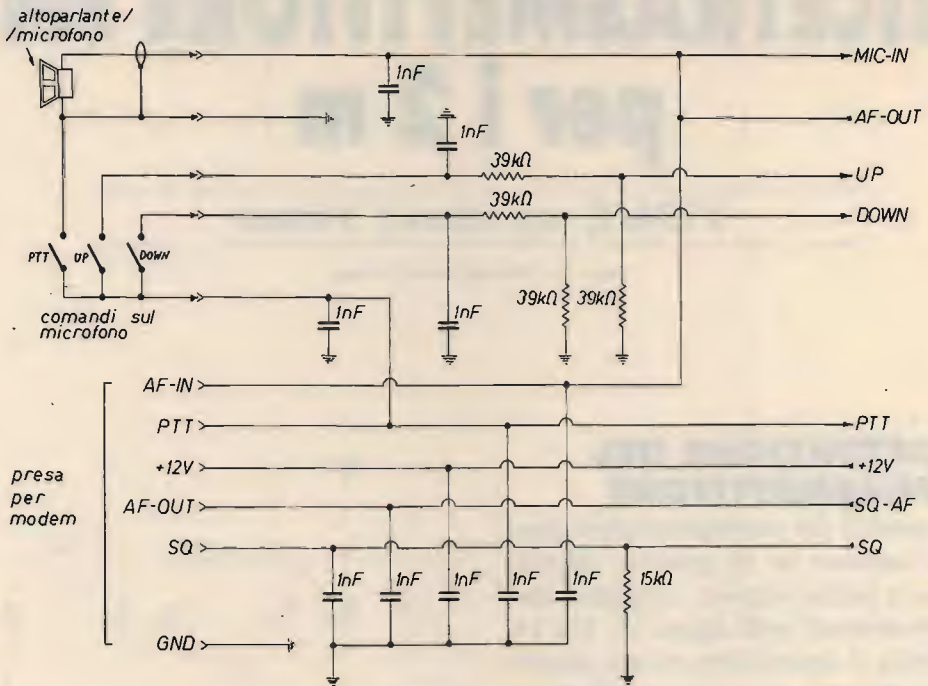 altoparlante/
/microfono
MIC-IN
1nF
AF-OUT
1nF
39kΩ
UP
39kΩ
DOWN
PTT
UP
DOWN
39kΩ
39kΩ
comandi sul
microfono
1nF
1nF
AF-IN
PTT
PTT
+12V
+12V
presa
per
modem
AF-OUT
SQ-AF
SQ
SQ
1nF
1nF
1nF
1nF
1nF
15kΩ
GND